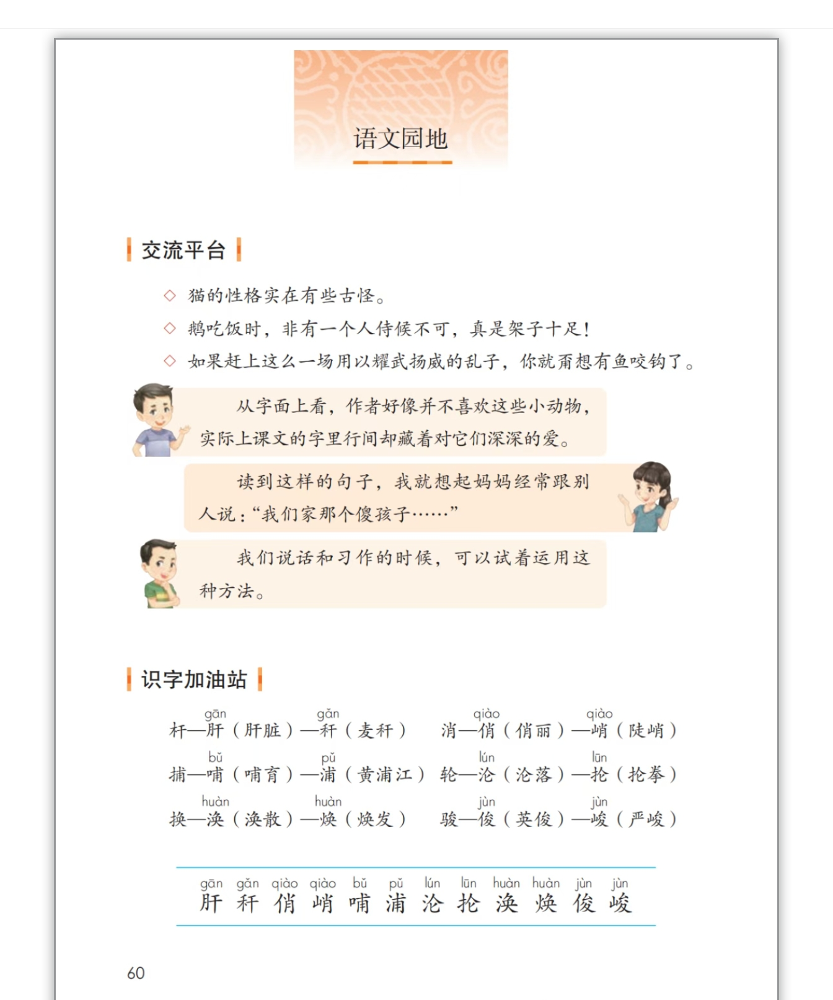 语文园地
交流平台
◇ 猫的性格实在有些古怪。
◇ 鹅吃饭时，非有一个人侍候不可，真是架子十足！
◇ 如果赶上这么一场用以耀武扬威的乱子，你就甭想有鱼咬钩了。
从字面上看，作者好像并不喜欢这些小动物，
实际上课文的字里行间却藏着对它们深深的爱。
读到这样的句子，我就想起妈妈经常跟别
人说：“我们家那个傻孩子……”
我们说话和习作的时候，可以试着运用这
种方法。
识字加油站
gān gǎn qiào qiào
杆—肝（肝脏）—秆（麦秆） 消—俏（俏丽）—峭（陡峭）
bǔ pǔ lún lūn
捕—哺（哺育）—浦（黄浦江） 轮—沦（沦落）—抡（抡拳）
huàn huàn jùn jùn
换—涣（涣散）—焕（焕发） 骏—俊（英俊）—峻（严峻）
gān gǎn qiào qiào bǔ pǔ lún lūn huàn huàn jùn jùn
肝 秆 俏 峭 哺 浦 沦 抡 涣 焕 俊 峻
60